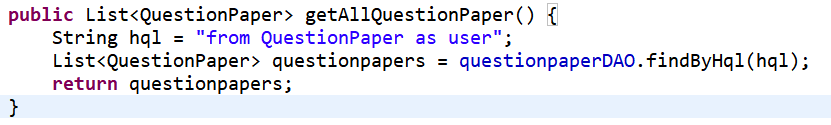 public List<QuestionPaper> getAllQuestionPaper() {
    String hql = "from QuestionPaper as user";
    List<QuestionPaper> questionpapers = questionpaperDAO.findByHql(hql);
    return questionpapers;
}